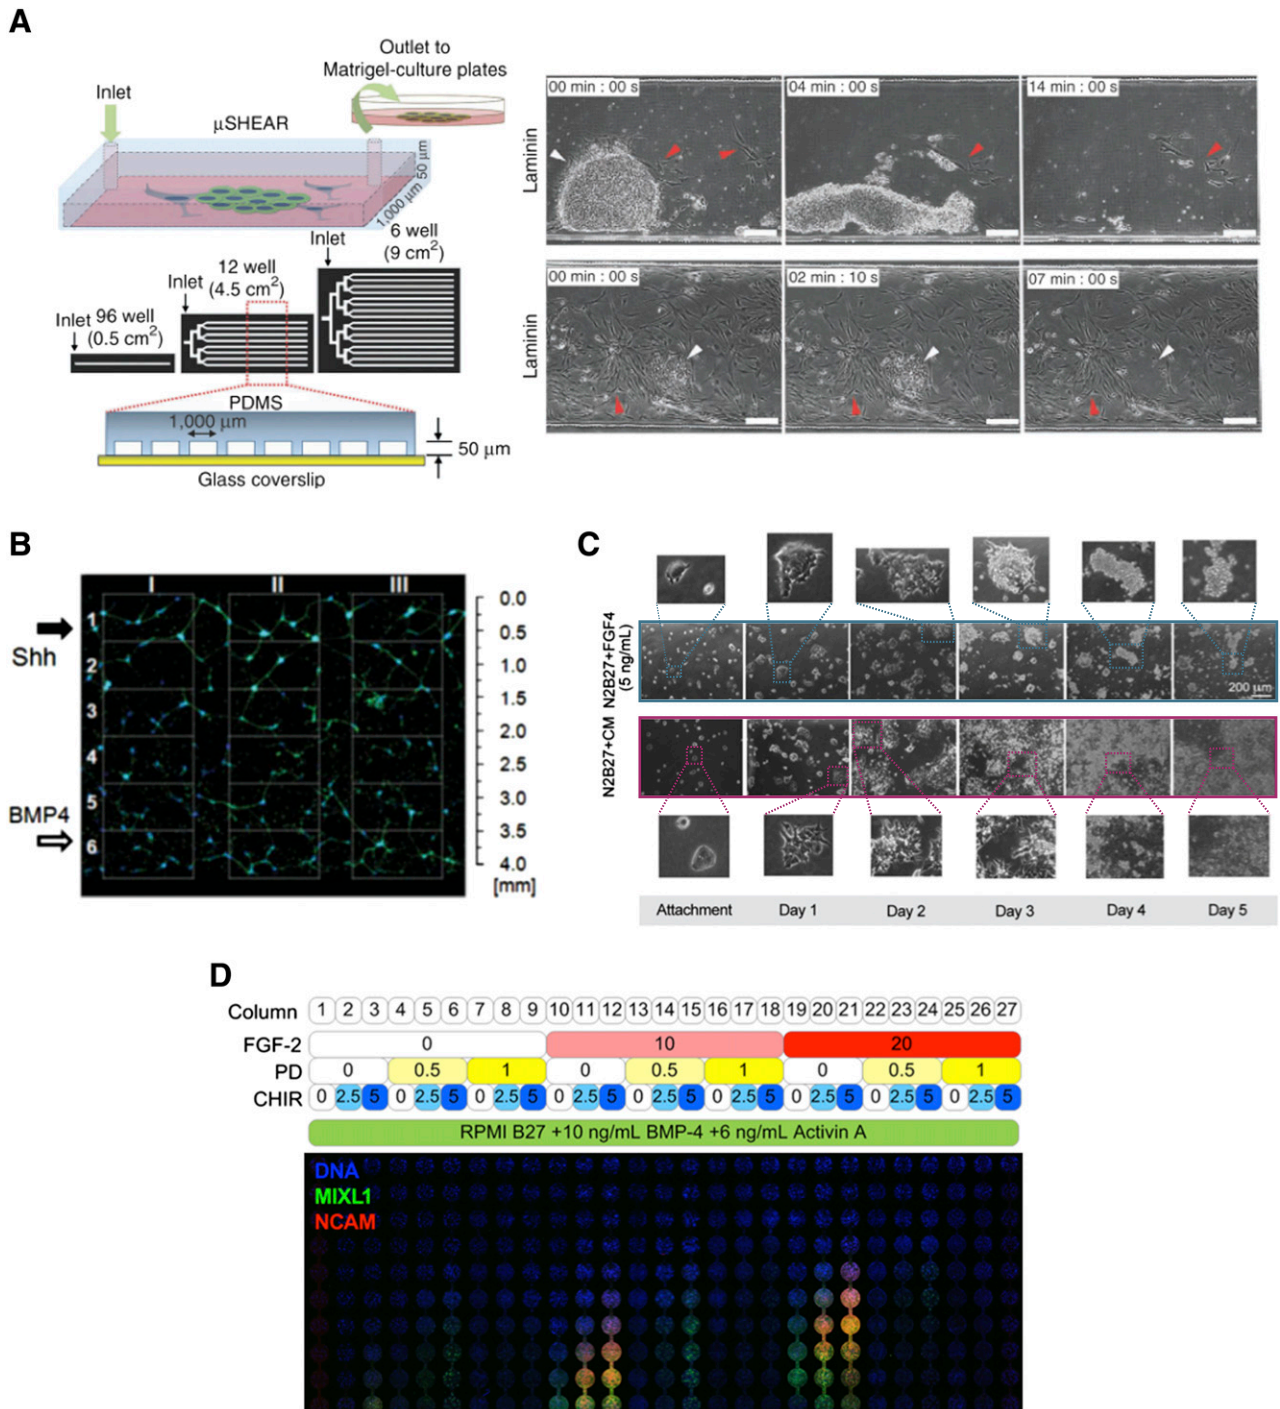 A
Outlet to
Matrigel-culture plates
Inlet
μSHEAR
50 μm
1,000 μm
6 well
(9 cm²)
Inlet
12 well
(4.5 cm²)
Inlet
96 well
(0.5 cm²)
Inlet
PDMS
1,000 μm
50 μm
Glass coverslip
Laminin
00 min : 00 s
04 min : 00 s
14 min : 00 s
Laminin
00 min : 00 s
02 min : 10 s
07 min : 00 s
B
I II III
1
2
3
4
5
6
Shh
BMP4
0.0
0.5
1.0
1.5
2.0
2.5
3.0
3.5
4.0
[mm]
C
N2B27+FGF4
(5 ng/mL)
200 μm
N2B27+CM
Attachment Day 1 Day 2 Day 3 Day 4 Day 5
D
Column 1 2 3 4 5 6 7 8 9 10 11 12 13 14 15 16 17 18 19 20 21 22 23 24 25 26 27
FGF-2 0 10 20
PD 0 0.5 1 0 0.5 1 0 0.5 1
CHIR 0 2.5 5 0 2.5 5 0 2.5 5 0 2.5 5 0 2.5 5 0 2.5 5 0 2.5 5 0 2.5 5 0 2.5 5
RPMI B27 +10 ng/mL BMP-4 +6 ng/mL Activin A
DNA
MIXL1
NCAM